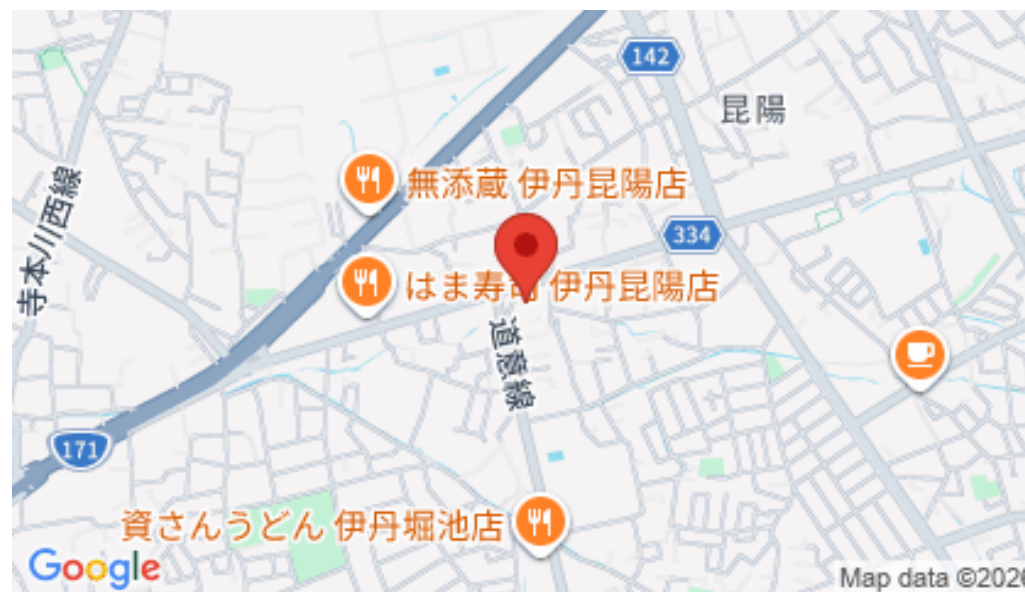 142
昆陽
無添蔵 伊丹昆陽店
334
寺本川西線
はま寿司 伊丹昆陽店
道意線
171
資さんうどん 伊丹堀池店
Google
Map data ©2026